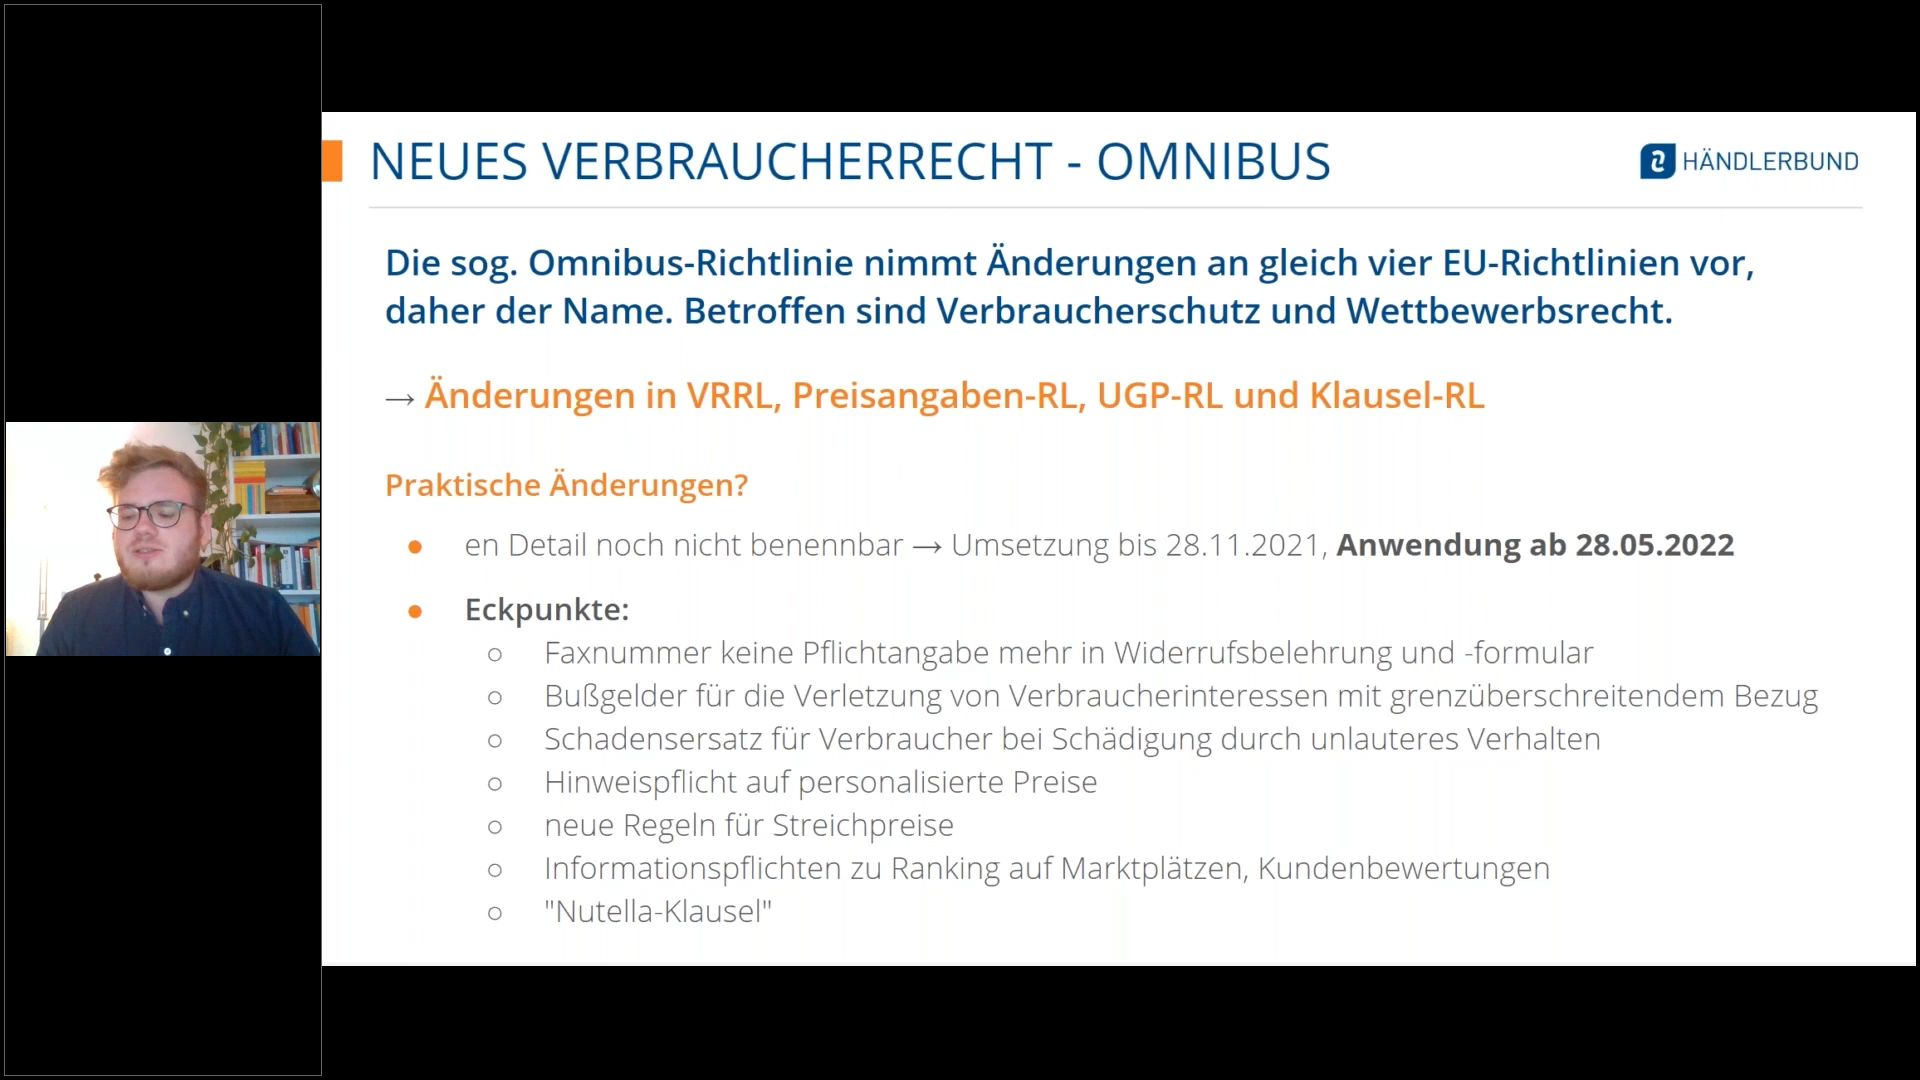 NEUES VERBRAUCHERRECHT - OMNIBUS
HÄNDLERBUND
Die sog. Omnibus-Richtlinie nimmt Änderungen an gleich vier EU-Richtlinien vor,
daher der Name. Betroffen sind Verbraucherschutz und Wettbewerbsrecht.
→ Änderungen in VRRL, Preisangaben-RL, UGP-RL und Klausel-RL
Praktische Änderungen?
● en Detail noch nicht benennbar → Umsetzung bis 28.11.2021, Anwendung ab 28.05.2022
● Eckpunkte:
○ Faxnummer keine Pflichtangabe mehr in Widerrufsbelehrung und -formular
○ Bußgelder für die Verletzung von Verbraucherinteressen mit grenzüberschreitendem Bezug
○ Schadensersatz für Verbraucher bei Schädigung durch unlauteres Verhalten
○ Hinweispflicht auf personalisierte Preise
○ neue Regeln für Streichpreise
○ Informationspflichten zu Ranking auf Marktplätzen, Kundenbewertungen
○ "Nutella-Klausel"